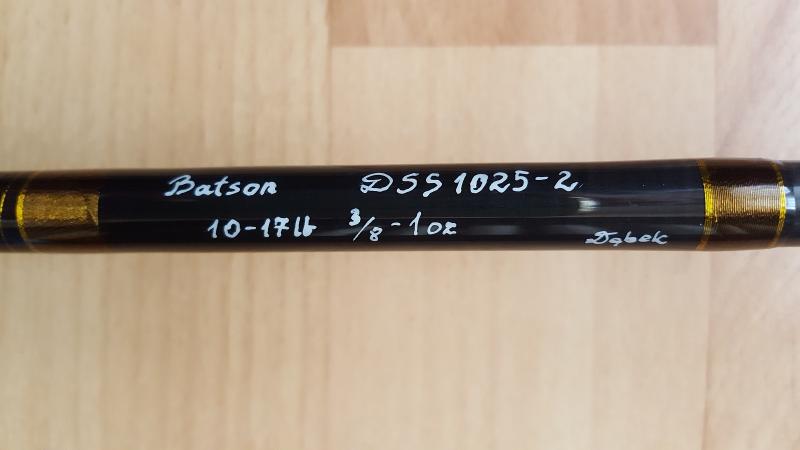 Batson DSS1025-2
10-17lb 3/8-1oz
Dąbek